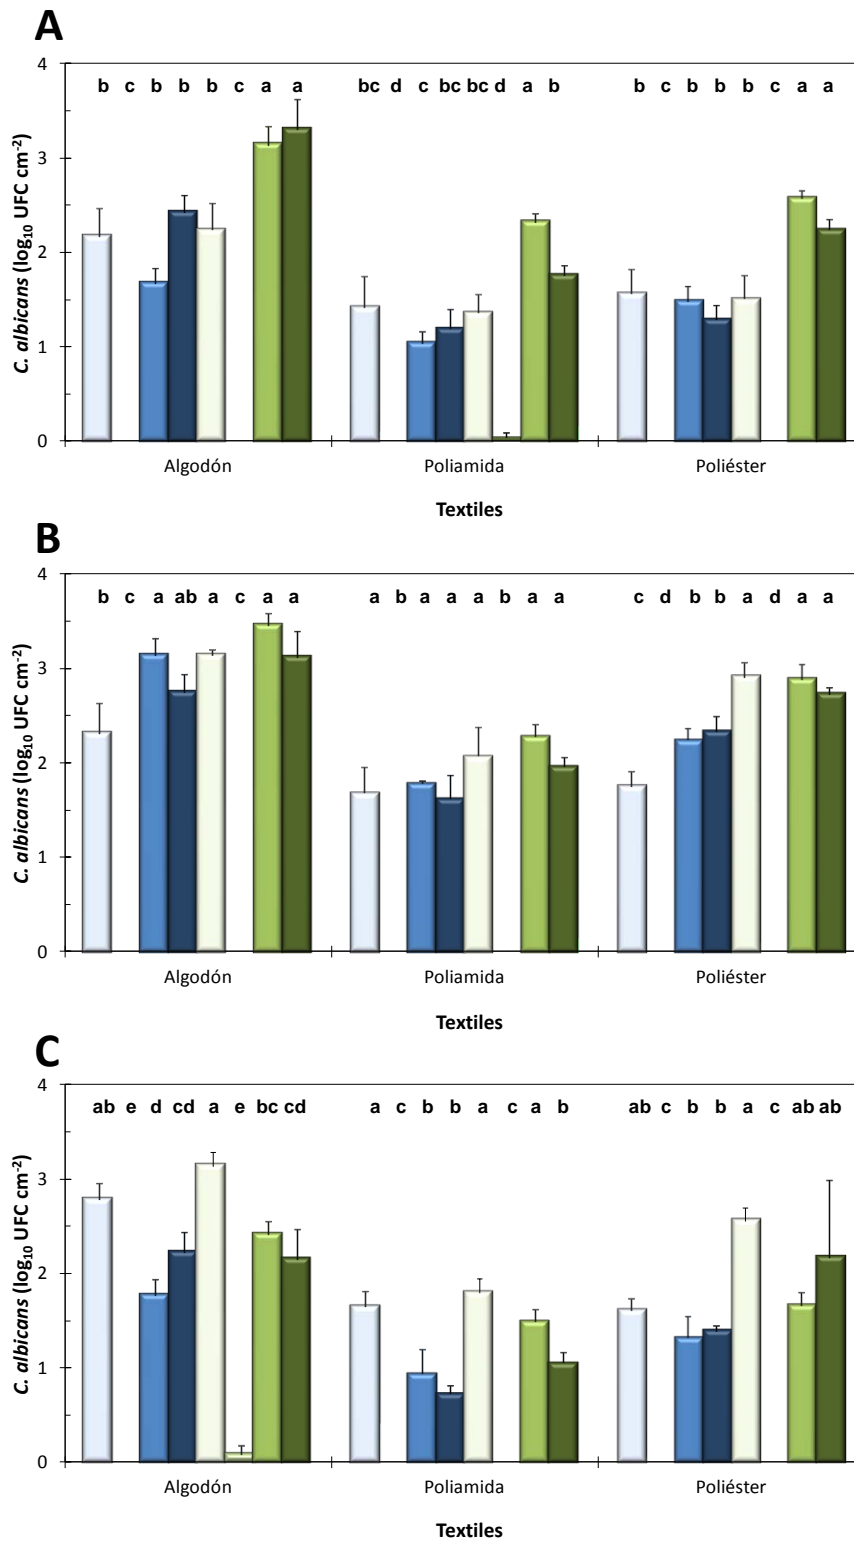 A
4
b c b b b c a a bc d c bc bc d a b b c b b b c a a
3
2
1
0
C. albicans (log10 UFC cm-2)
Algodón Poliamida Poliéster
Textiles
B
4
b c a ab a c a a a b a a a b a a c d b b a d a a
3
2
1
0
C. albicans (log10 UFC cm-2)
Algodón Poliamida Poliéster
Textiles
C
4
ab e d cd a e bc cd a c b b a c a b ab c b b a c ab ab
3
2
1
0
C. albicans (log10 UFC cm-2)
Algodón Poliamida Poliéster
Textiles